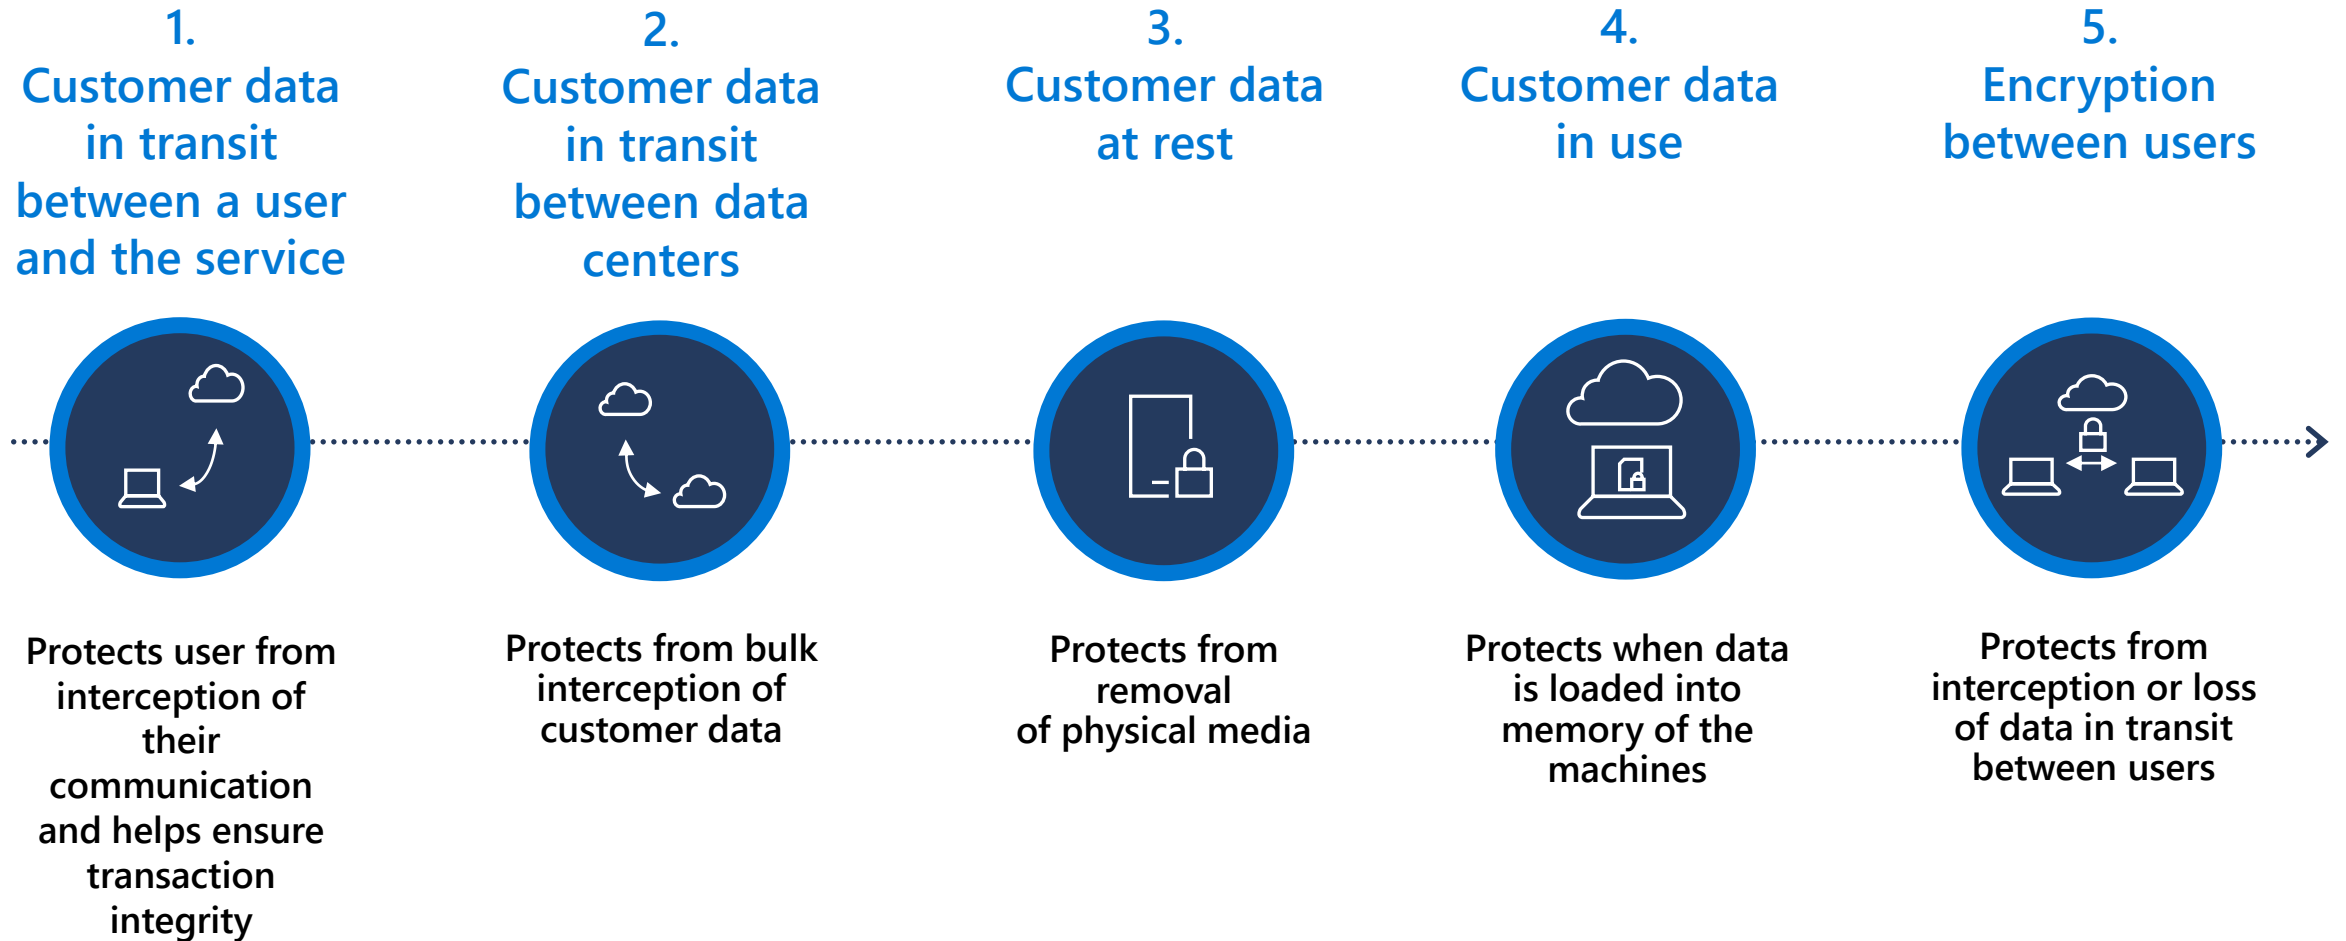 1.
Customer data
in transit
between a user
and the service
2.
Customer data
in transit
between data
centers
3.
Customer data
at rest
4.
Customer data
in use
5.
Encryption
between users
Protects user from
interception of
their
communication
and helps ensure
transaction
integrity
Protects from bulk
interception of
customer data
Protects from
removal
of physical media
Protects when data
is loaded into
memory of the
machines
Protects from
interception or loss
of data in transit
between users